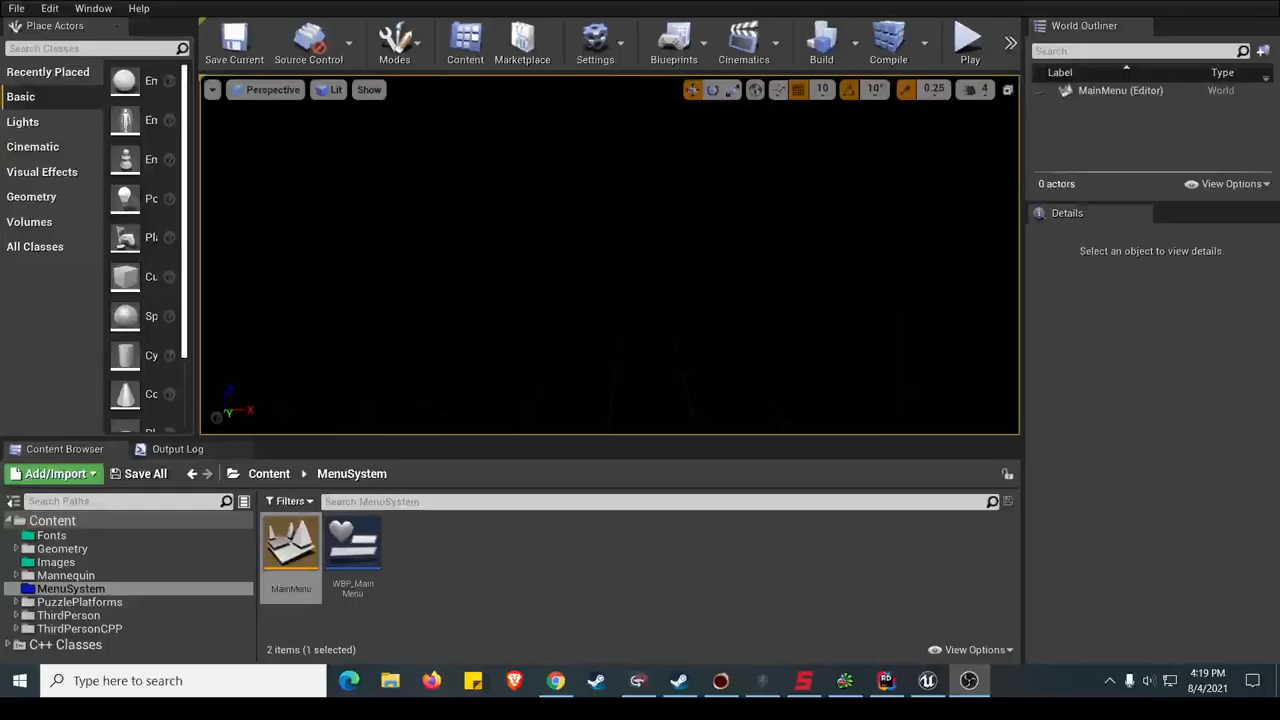 File Edit Window Help
Place Actors
Search Classes
Recently Placed
Basic
Lights
Cinematic
Visual Effects
Geometry
Volumes
All Classes
En
En
En
Po
Pl
Cu
Sp
Cy
Co
Save Current
Source Control
Modes
Content
Marketplace
Settings
Blueprints
Cinematics
Build
Compile
Play
Perspective
Lit
Show
10
10°
0.25
4
X
Y
World Outliner
Search
Label Type
MainMenu (Editor) World
0 actors
View Options
Details
Select an object to view details.
Content Browser
Output Log
Add/Import
Save All
Content
MenuSystem
Search Paths
Filters
Search MenuSystem
Content
Fonts
Geometry
Images
Mannequin
MenuSystem
PuzzlePlatforms
ThirdPerson
ThirdPersonCPP
C++ Classes
MainMenu
WBP_Main
Menu
2 items (1 selected)
View Options
Type here to search
RD
4:19 PM
8/4/2021